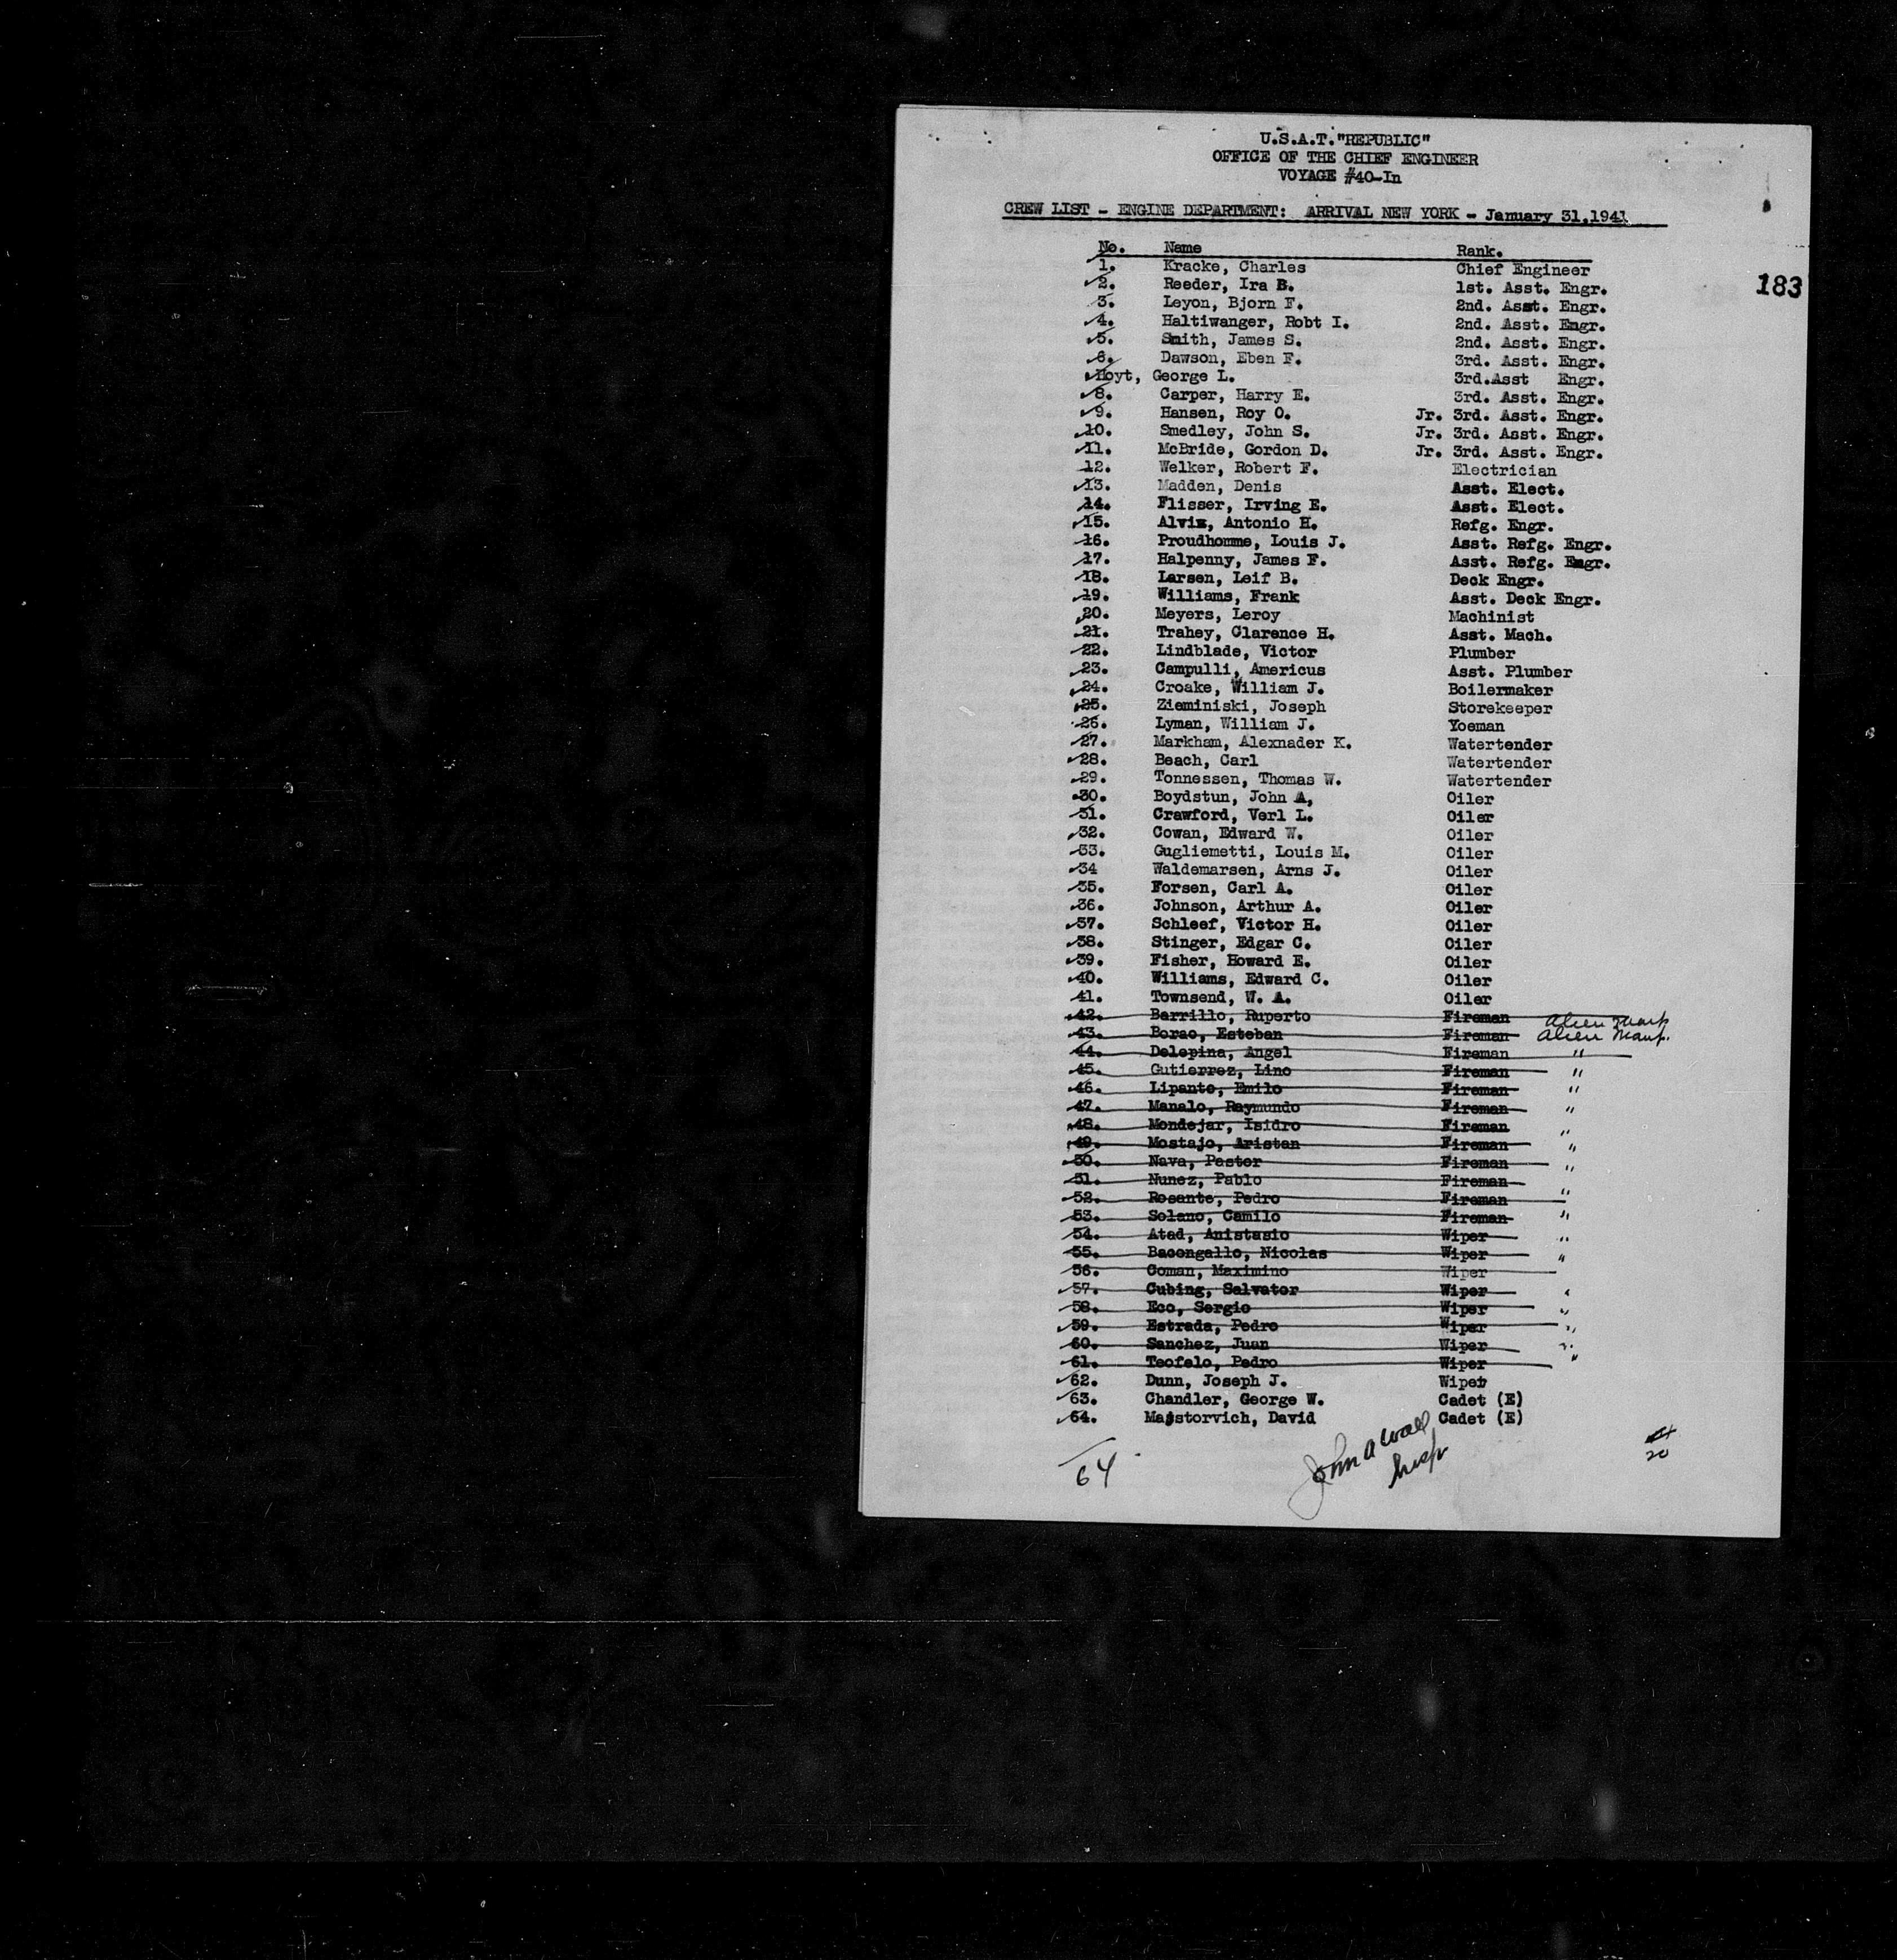 U.S.A.T."REPUBLIC"
OFFICE OF THE CHIEF ENGINEER
VOYAGE #40-In
CREW LIST - ENGINE DEPARTMENT: ARRIVAL NEW YORK - January 31,1941
No. Name Rank.
1. Kracke, Charles Chief Engineer
183
2. Reeder, Ira B. 1st. Asst. Engr.
3. Leyon, Bjorn F. 2nd. Asst. Engr.
4. Haltiwanger, Robt I. 2nd. Asst. Engr.
5. Smith, James S. 2nd. Asst. Engr.
6. Dawson, Eben F. 3rd. Asst. Engr.
Hoyt, George L. 3rd.Asst Engr.
8. Carper, Harry E. 3rd. Asst. Engr.
9. Hansen, Roy O. Jr. 3rd. Asst. Engr.
10. Smedley, John S. Jr. 3rd. Asst. Engr.
11. McBride, Gordon D. Jr. 3rd. Asst. Engr.
12. Welker, Robert F. Electrician
13. Madden, Denis Asst. Elect.
14. Flisser, Irving E. Asst. Elect.
15. Alvis, Antonio H. Refg. Engr.
16. Proudhomme, Louis J. Asst. Refg. Engr.
17. Halpenny, James F. Asst. Refg. Engr.
18. Larsen, Leif B. Deck Engr.
19. Williams, Frank Asst. Deck Engr.
20. Meyers, Leroy Machinist
21. Trahey, Clarence H. Asst. Mach.
22. Lindblade, Victor Plumber
23. Campulli, Americus Asst. Plumber
24. Croake, William J. Boilermaker
25. Zieminiski, Joseph Storekeeper
26. Lyman, William J. Yoeman
27. Markham, Alexnader K. Watertender
28. Beach, Carl Watertender
29. Tonnessen, Thomas W. Watertender
30. Boydstun, John A, Oiler
31. Crawford, Verl L. Oiler
32. Cowan, Edward W. Oiler
33. Gugliemetti, Louis M. Oiler
34 Waldemarsen, Arns J. Oiler
35. Forsen, Carl A. Oiler
36. Johnson, Arthur A. Oiler
37. Schleef, Victor H. Oiler
38. Stinger, Edgar C. Oiler
39. Fisher, Howard E. Oiler
40. Williams, Edward C. Oiler
41. Townsend, W. A. Oiler
42. Barrillo, Ruperto Fireman Alien
43. Borac, Esteban Fireman Alien
44. Delepina, Angel Fireman "
45. Gutierrez, Lino Fireman "
46. Lipanto, Emilo Fireman "
47. Manalo, Raymundo Fireman "
48. Mondejar, Isidro Fireman "
49. Mostajo, Aristan Fireman "
50. Nava, Pastor Fireman "
51. Nunez, Pablo Fireman
52. Rosante, Pedro Fireman "
53. Solano, Camilo Fireman "
54. Atad, Anistasio Wiper "
55. Bacongallo, Nicolas Wiper "
56. Coman, Maximino Wiper
57. Cubing, Salvator Wiper "
58. Eco, Sergio Wiper "
59. Estrada, Pedro Wiper "
60. Sanchez, Juan Wiper "
61. Teofelo, Pedro Wiper "
62. Dunn, Joseph J. Wiper
63. Chandler, George W. Cadet (E)
64. Majstorvich, David Cadet (E)
64
John A Wall
Insp
20